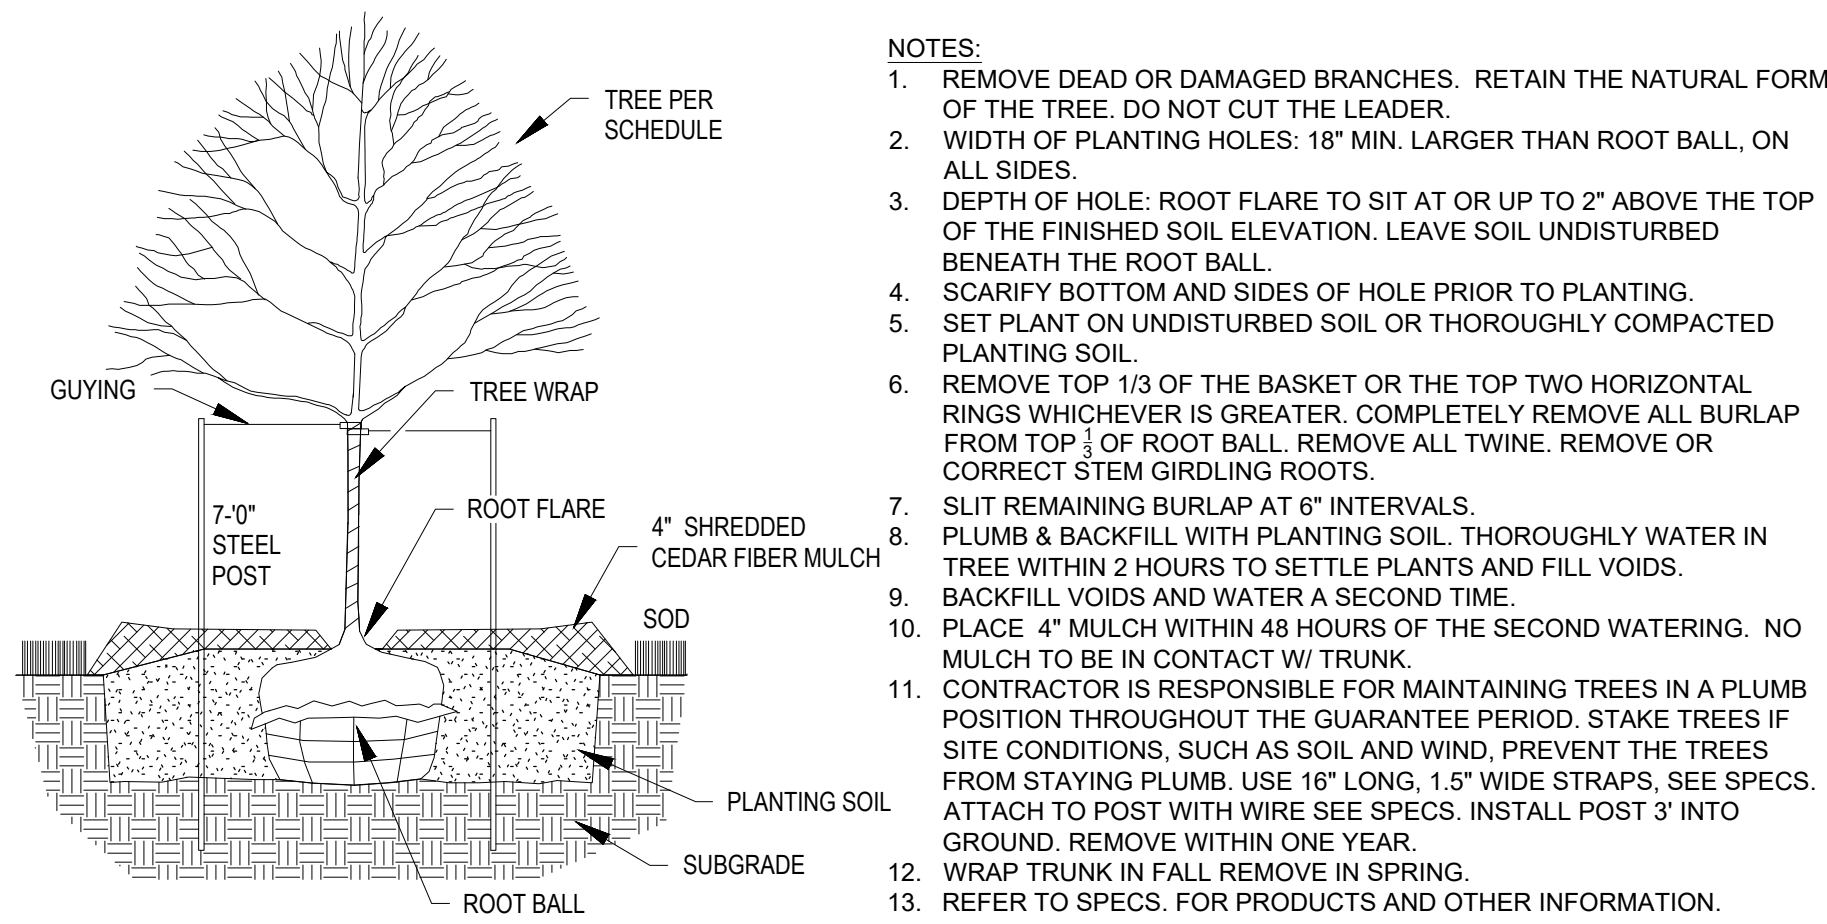 TREE PER
SCHEDULE
GUYING
TREE WRAP
ROOT FLARE
7-'0"
STEEL
POST
4" SHREDDED
CEDAR FIBER MULCH
SOD
PLANTING SOIL
SUBGRADE
ROOT BALL
NOTES:
1. REMOVE DEAD OR DAMAGED BRANCHES. RETAIN THE NATURAL FORM
OF THE TREE. DO NOT CUT THE LEADER.
2. WIDTH OF PLANTING HOLES: 18" MIN. LARGER THAN ROOT BALL, ON
ALL SIDES.
3. DEPTH OF HOLE: ROOT FLARE TO SIT AT OR UP TO 2" ABOVE THE TOP
OF THE FINISHED SOIL ELEVATION. LEAVE SOIL UNDISTURBED
BENEATH THE ROOT BALL.
4. SCARIFY BOTTOM AND SIDES OF HOLE PRIOR TO PLANTING.
5. SET PLANT ON UNDISTURBED SOIL OR THOROUGHLY COMPACTED
PLANTING SOIL.
6. REMOVE TOP 1/3 OF THE BASKET OR THE TOP TWO HORIZONTAL
RINGS WHICHEVER IS GREATER. COMPLETELY REMOVE ALL BURLAP
FROM TOP 1/3 OF ROOT BALL. REMOVE ALL TWINE. REMOVE OR
CORRECT STEM GIRDLING ROOTS.
7. SLIT REMAINING BURLAP AT 6" INTERVALS.
8. PLUMB & BACKFILL WITH PLANTING SOIL. THOROUGHLY WATER IN
TREE WITHIN 2 HOURS TO SETTLE PLANTS AND FILL VOIDS.
9. BACKFILL VOIDS AND WATER A SECOND TIME.
10. PLACE 4" MULCH WITHIN 48 HOURS OF THE SECOND WATERING. NO
MULCH TO BE IN CONTACT W/ TRUNK.
11. CONTRACTOR IS RESPONSIBLE FOR MAINTAINING TREES IN A PLUMB
POSITION THROUGHOUT THE GUARANTEE PERIOD. STAKE TREES IF
SITE CONDITIONS, SUCH AS SOIL AND WIND, PREVENT THE TREES
FROM STAYING PLUMB. USE 16" LONG, 1.5" WIDE STRAPS, SEE SPECS.
ATTACH TO POST WITH WIRE SEE SPECS. INSTALL POST 3' INTO
GROUND. REMOVE WITHIN ONE YEAR.
12. WRAP TRUNK IN FALL REMOVE IN SPRING.
13. REFER TO SPECS. FOR PRODUCTS AND OTHER INFORMATION.